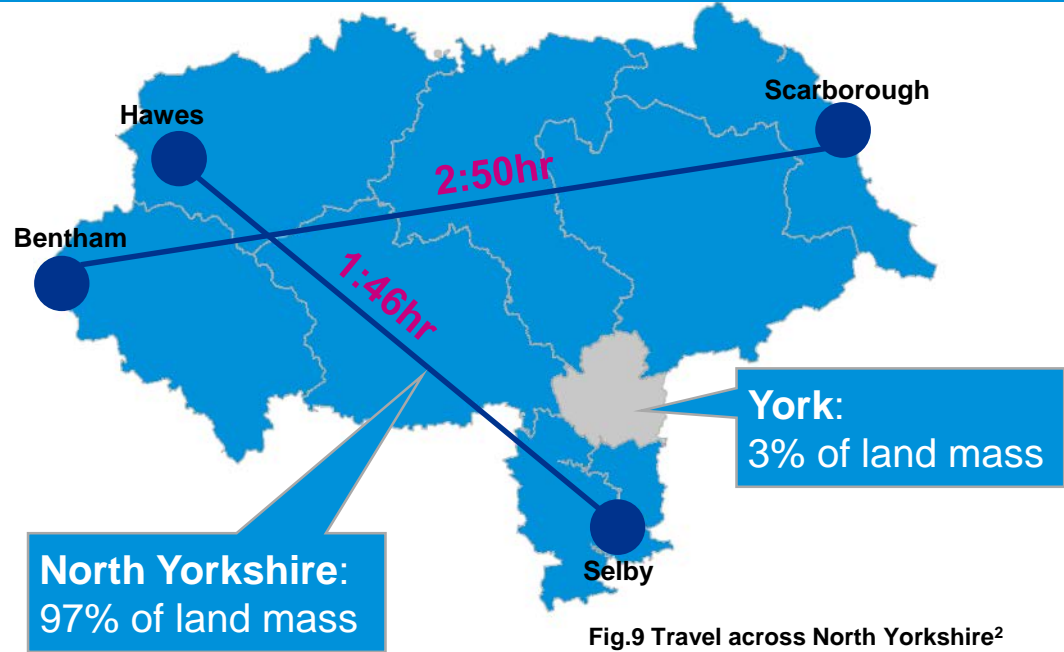 Scarborough
Hawes
2:50hr
Bentham
1:46hr
York:
3% of land mass
North Yorkshire:
97% of land mass
Selby
Fig.9 Travel across North Yorkshire²